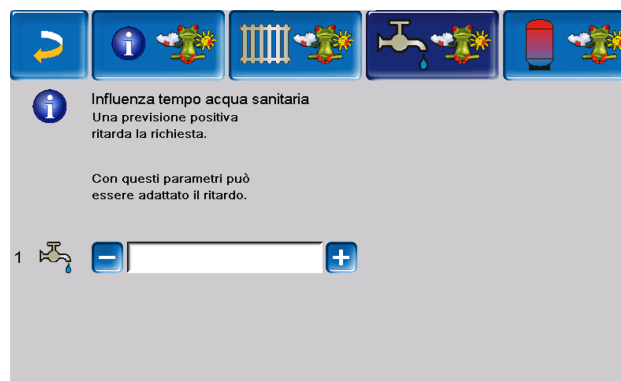 Influenza tempo acqua sanitaria
Una previsione positiva
ritarda la richiesta.
Con questi parametri può
essere adattato il ritardo.
1